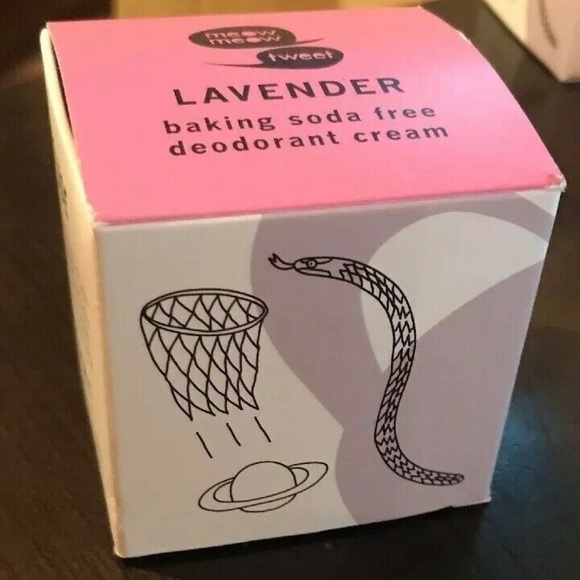 meow
meow
tweet
LAVENDER
baking soda free
deodorant cream